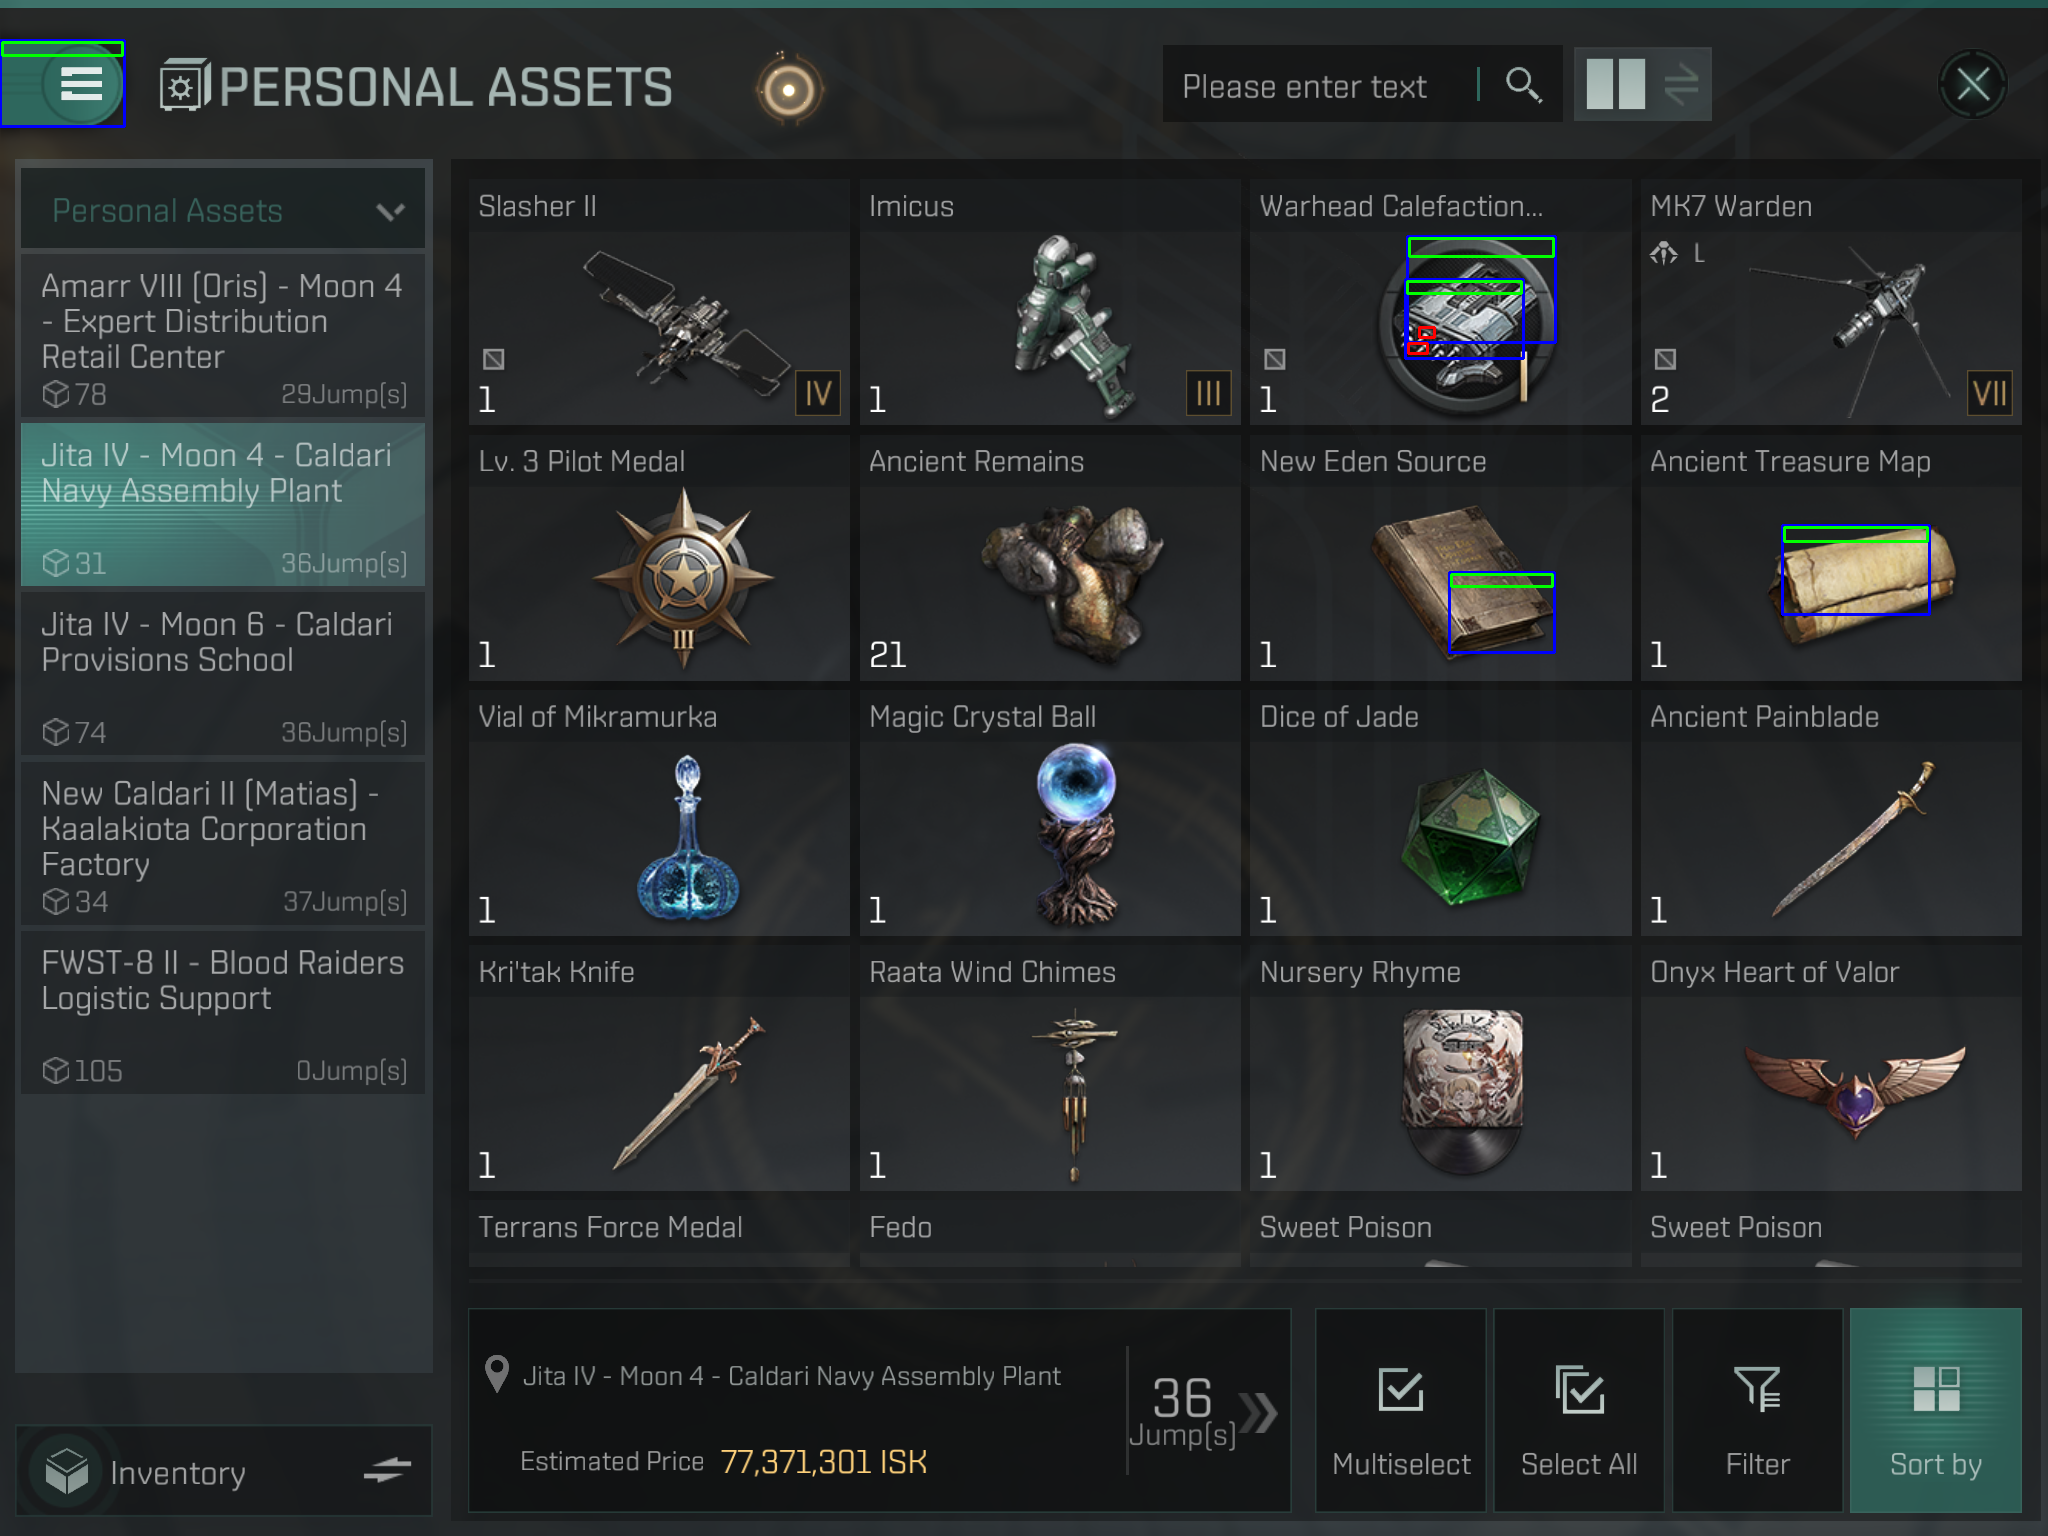 PERSONAL ASSETS
Please enter text
Personal Assets
Amarr VIII (Oris) - Moon 4
- Expert Distribution
Retail Center
78
29Jump(s)
Jita IV - Moon 4 - Caldari
Navy Assembly Plant
31
36Jump(s)
Jita IV - Moon 6 - Caldari
Provisions School
74
36Jump(s)
New Caldari II (Matias) -
Kaalakiota Corporation
Factory
34
37Jump(s)
FWST-8 II - Blood Raiders
Logistic Support
105
0Jump(s)
Inventory
Slasher II
1
IV
Imicus
1
III
Warhead Calefaction...
1
MK7 Warden
L
2
VII
Lv. 3 Pilot Medal
III
1
Ancient Remains
21
New Eden Source
1
Ancient Treasure Map
1
Vial of Mikramurka
1
Magic Crystal Ball
1
Dice of Jade
1
Ancient Painblade
1
Kri'tak Knife
1
Raata Wind Chimes
1
Nursery Rhyme
1
Onyx Heart of Valor
1
Terrans Force Medal
Fedo
Sweet Poison
Sweet Poison
Jita IV - Moon 4 - Caldari Navy Assembly Plant
Estimated Price 77,371,301 ISK
36
Jump(s)
Multiselect
Select All
Filter
Sort by